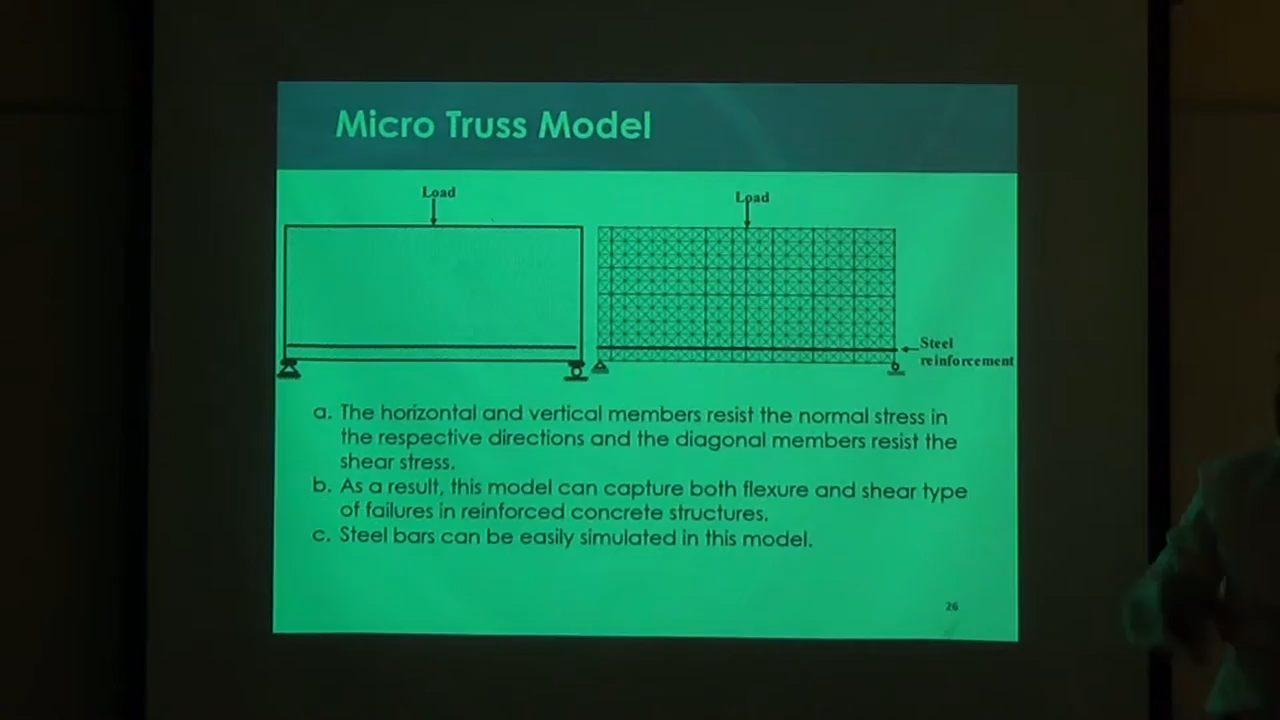 Micro Truss Model
Load
Load
Steel
reinforcement
a. The horizontal and vertical members resist the normal stress in
the respective directions and the diagonal members resist the
shear stress.
b. As a result, this model can capture both flexure and shear type
of failures in reinforced concrete structures.
c. Steel bars can be easily simulated in this model.
26